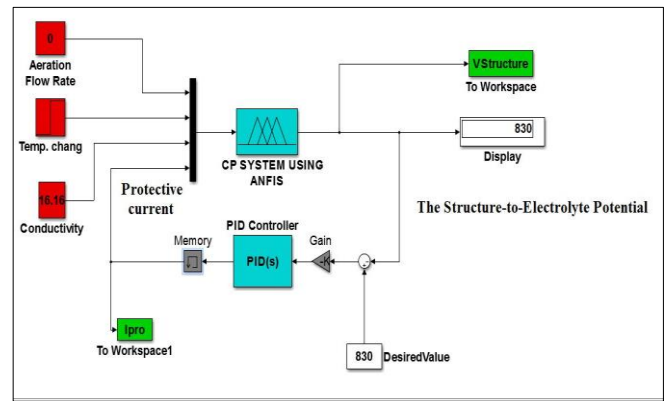 0
Aeration
Flow Rate
Temp. chang
16.15
Conductivity
Protective
current
CP SYSTEM USING
ANFIS
VStructure
To Workspace
830
Display
The Structure-to-Electrolyte Potential
PID Controller
Memory
PID(s)
Gain
-K
Ipro
To Workspace1
830
DesiredValue